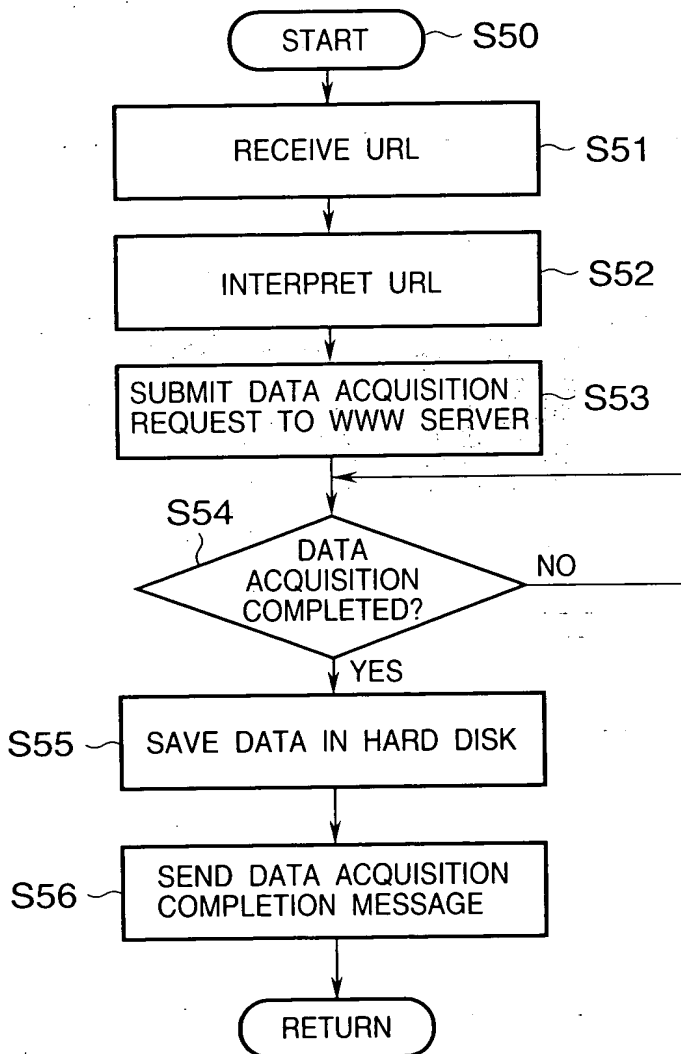 START
S50
RECEIVE URL
S51
INTERPRET URL
S52
SUBMIT DATA ACQUISITION
REQUEST TO WWW SERVER
S53
S54
DATA
ACQUISITION
COMPLETED?
NO
YES
S55
SAVE DATA IN HARD DISK
S56
SEND DATA ACQUISITION
COMPLETION MESSAGE
RETURN